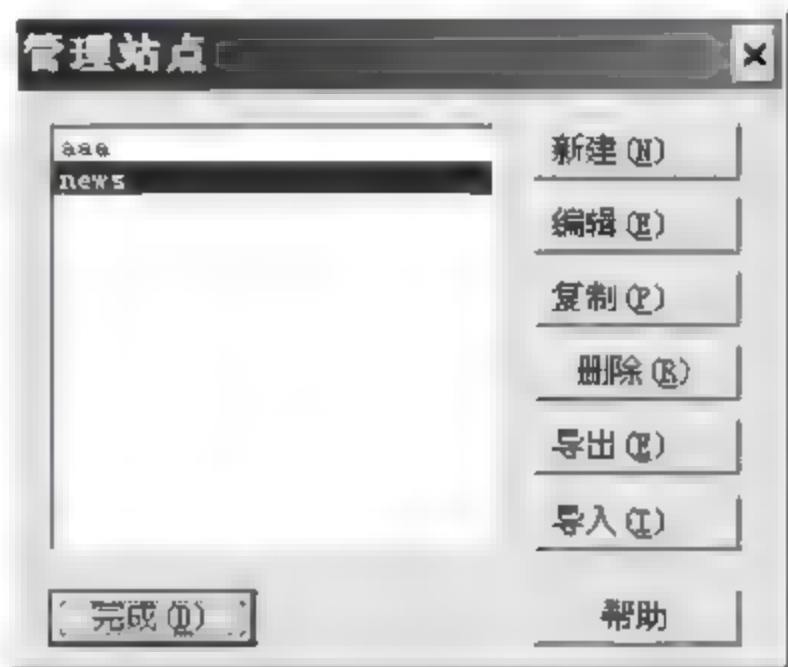 管理站点
aaa
news
新建(N)
编辑(E)
复制(P)
删除(R)
导出(E)
导入(I)
完成(D)
帮助